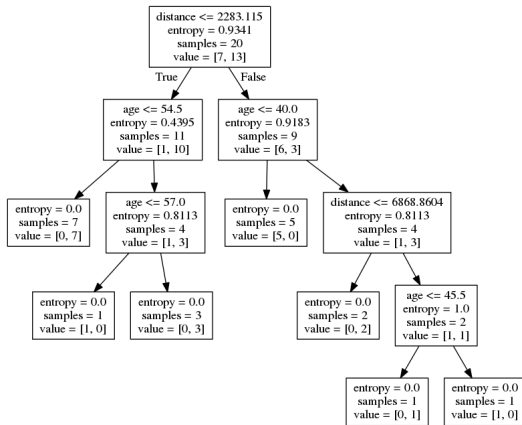 distance <= 2283.115
entropy = 0.9341
samples = 20
value = [7, 13]
True
False
age <= 54.5
entropy = 0.4395
samples = 11
value = [1, 10]
age <= 40.0
entropy = 0.9183
samples = 9
value = [6, 3]
entropy = 0.0
samples = 7
value = [0, 7]
age <= 57.0
entropy = 0.8113
samples = 4
value = [1, 3]
entropy = 0.0
samples = 5
value = [5, 0]
distance <= 6868.8604
entropy = 0.8113
samples = 4
value = [1, 3]
entropy = 0.0
samples = 1
value = [1, 0]
entropy = 0.0
samples = 3
value = [0, 3]
entropy = 0.0
samples = 2
value = [0, 2]
age <= 45.5
entropy = 1.0
samples = 2
value = [1, 1]
entropy = 0.0
samples = 1
value = [0, 1]
entropy = 0.0
samples = 1
value = [1, 0]